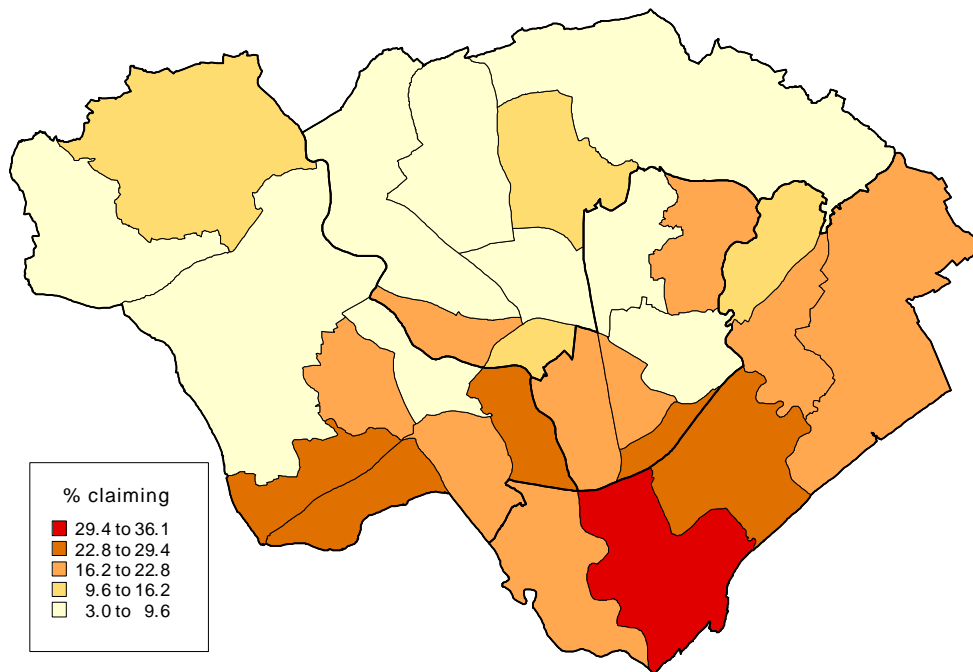 % claiming
29.4 to 36.1
22.8 to 29.4
16.2 to 22.8
9.6 to 16.2
3.0 to 9.6